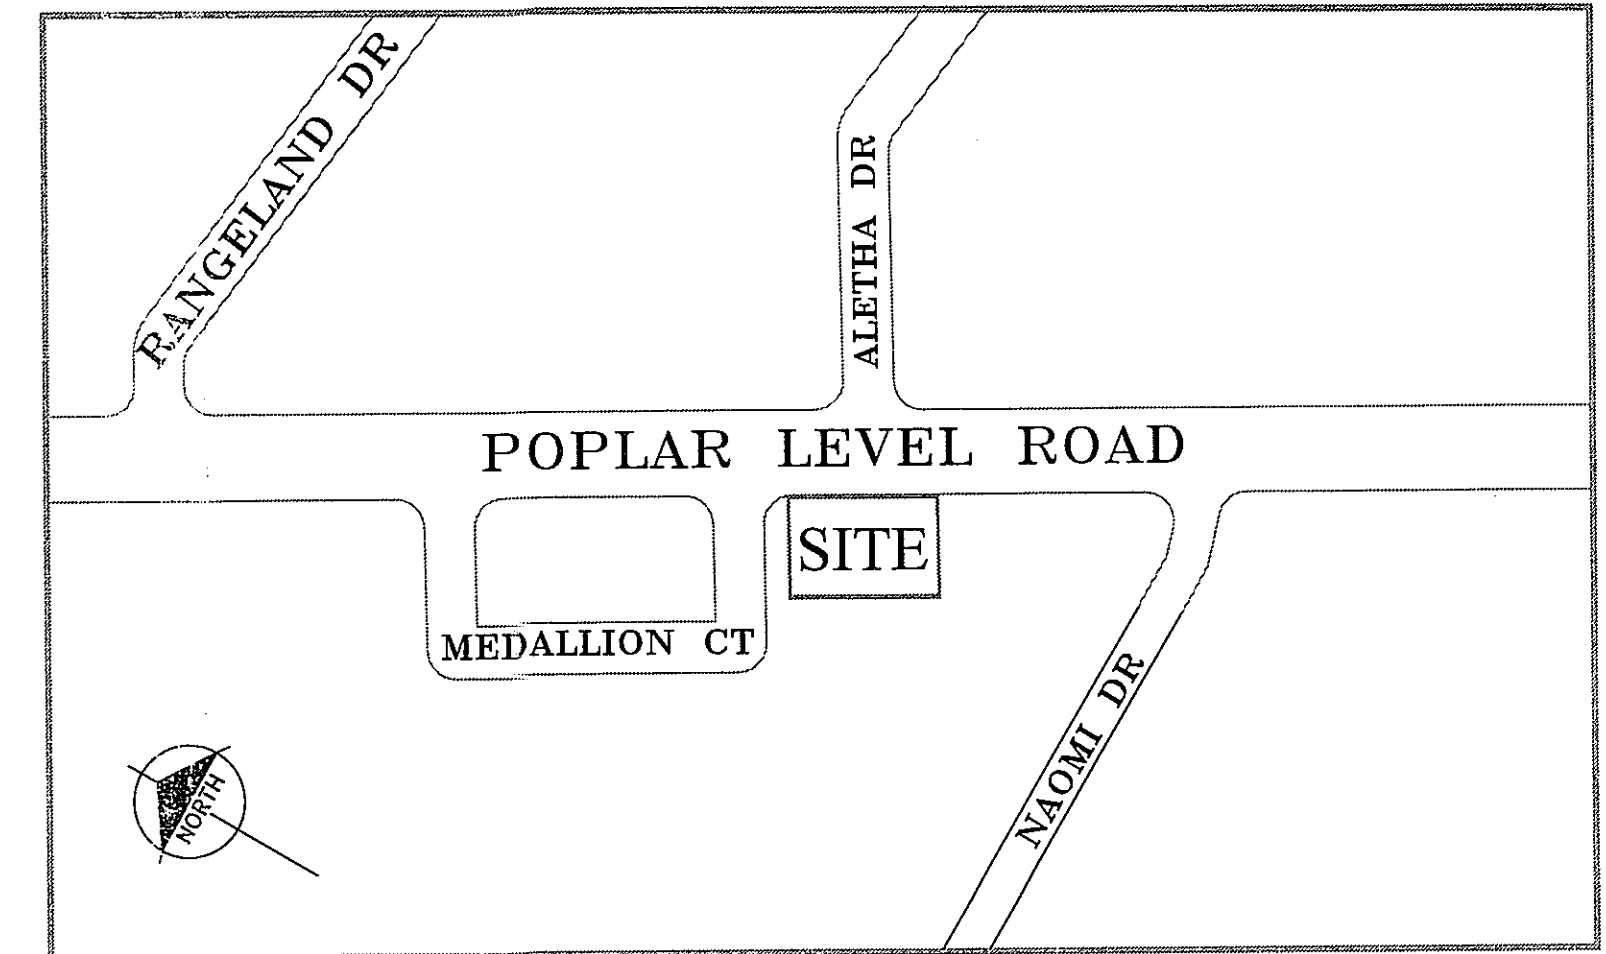 RANGELAND DR
ALETHA DR
POPLAR LEVEL ROAD
SITE
MEDALLION CT
NAOMI DR
NORTH